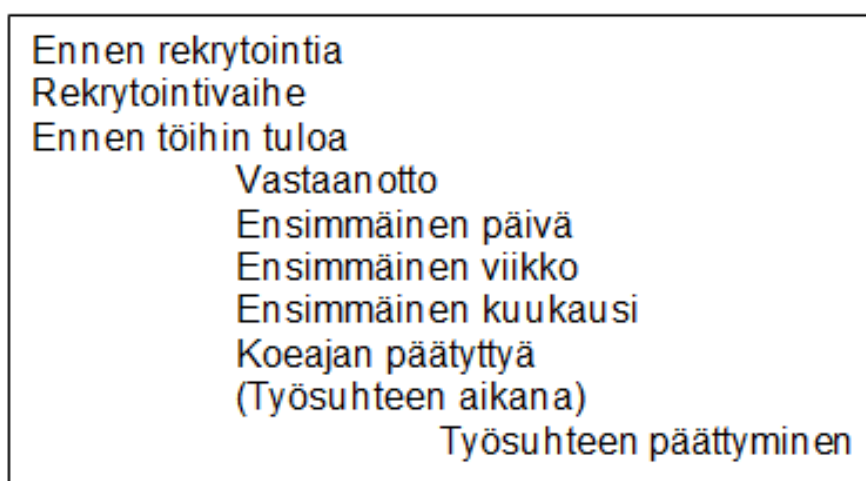 Ennen rekrytointia
Rekrytointivaihe
Ennen töihin tuloa
Vastaanotto
Ensimmäinen päivä
Ensimmäinen viikko
Ensimmäinen kuukausi
Koeajan päätyttyä
(Työsuhteen aikana)
Työsuhteen päättyminen